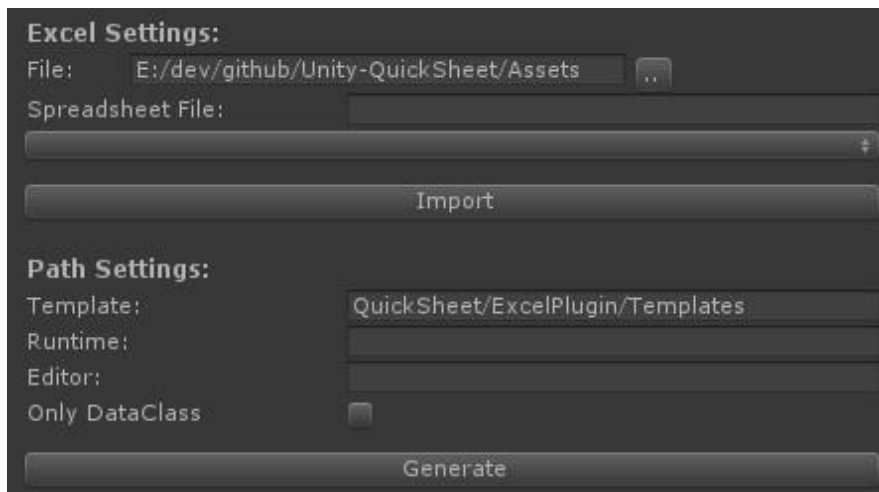 Excel Settings:
File: E:/dev/github/Unity-QuickSheet/Assets ..
Spreadsheet File:
Import
Path Settings:
Template: QuickSheet/ExcelPlugin/Templates
Runtime:
Editor:
Only DataClass
Generate